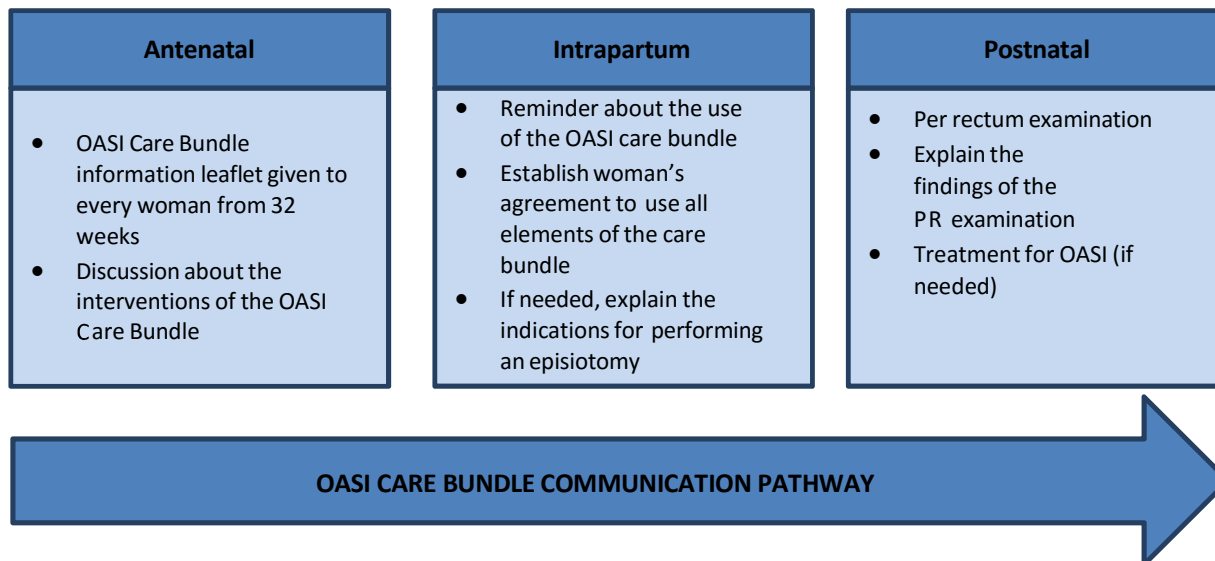 Antenatal
• OASI Care Bundle
information leaflet given to
every woman from 32
weeks
• Discussion about the
interventions of the OASI
Care Bundle
Intrapartum
• Reminder about the use
of the OASI care bundle
• Establish woman's
agreement to use all
elements of the care
bundle
• If needed, explain the
indications for performing
an episiotomy
Postnatal
• Per rectum examination
• Explain the
findings of the
PR examination
• Treatment for OASI (if
needed)
OASI CARE BUNDLE COMMUNICATION PATHWAY